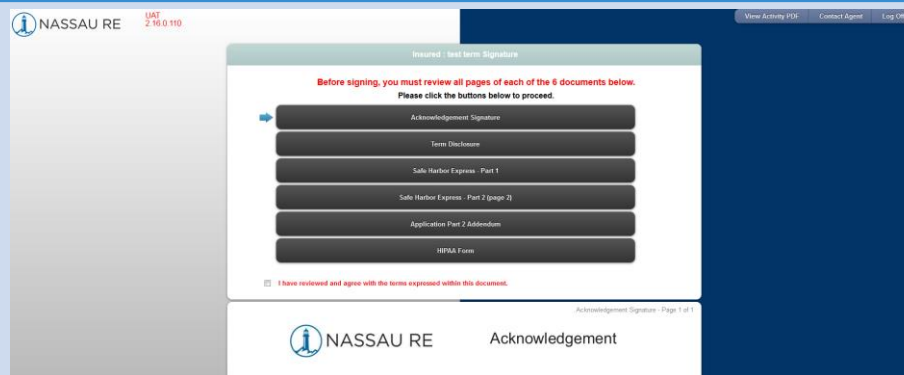 NASSAU RE
UAT
2.16.0.110
View Activity PDF Contact Agent Log Off
Insured : test term Signature
Before signing, you must review all pages of each of the 6 documents below.
Please click the buttons below to proceed.
Acknowledgement Signature
Term Disclosure
Safe Harbor Express - Part 1
Safe Harbor Express - Part 2 (page 2)
Application Part 2 Addendum
HIPAA Form
I have reviewed and agree with the terms expressed within this document.
Acknowledgement Signature - Page 1 of 1
NASSAU RE
Acknowledgement